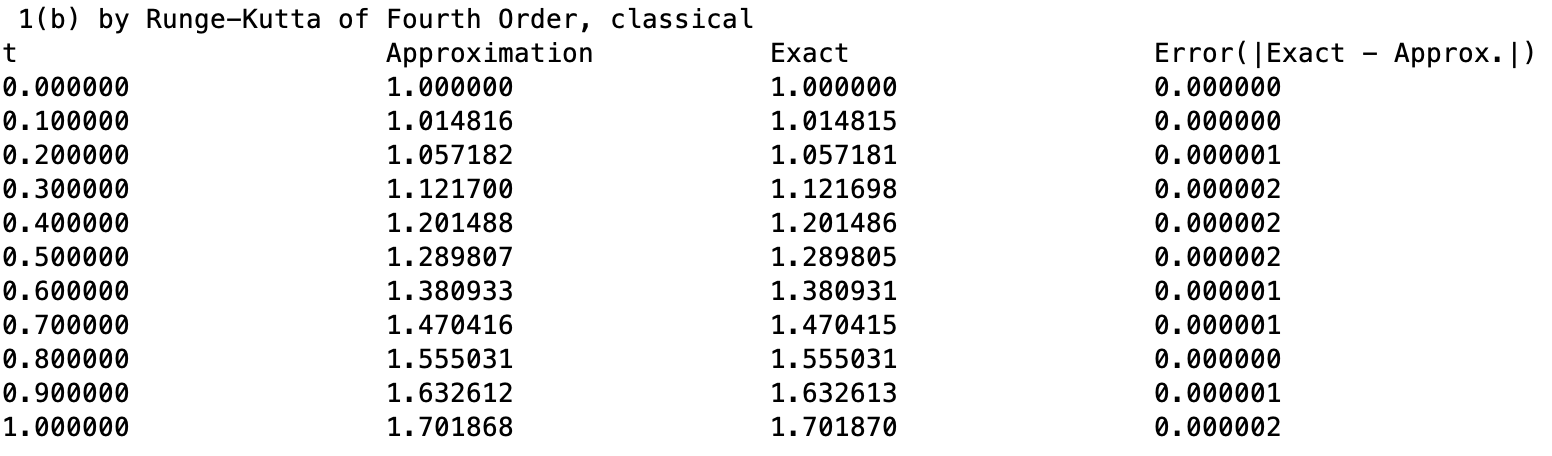 1(b) by Runge-Kutta of Fourth Order, classical
t Approximation Exact Error(|Exact - Approx.|)
0.000000 1.000000 1.000000 0.000000
0.100000 1.014816 1.014815 0.000000
0.200000 1.057182 1.057181 0.000001
0.300000 1.121700 1.121698 0.000002
0.400000 1.201488 1.201486 0.000002
0.500000 1.289807 1.289805 0.000002
0.600000 1.380933 1.380931 0.000001
0.700000 1.470416 1.470415 0.000001
0.800000 1.555031 1.555031 0.000000
0.900000 1.632612 1.632613 0.000001
1.000000 1.701868 1.701870 0.000002